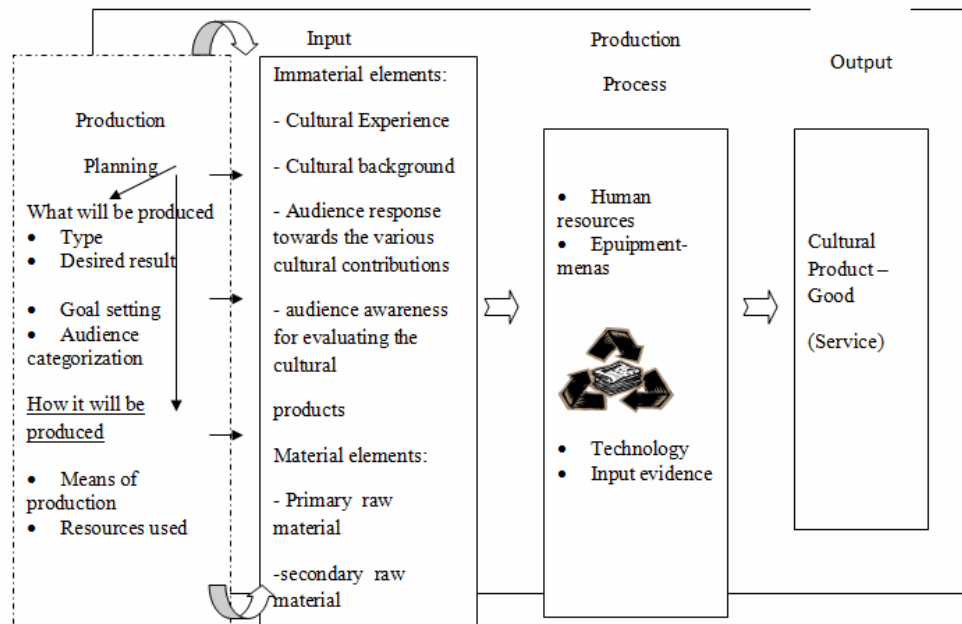 Production
Planning
What will be produced
• Type
• Desired result
• Goal setting
• Audience
categorization
How it will be
produced
• Means of
production
• Resources used
Input
Immaterial elements:
- Cultural Experience
- Cultural background
- Audience response
towards the various
cultural contributions
- audience awareness
for evaluating the
cultural
products
Material elements:
- Primary raw
material
-secondary raw
material
Production
Process
• Human
resources
• Epuipment-
menas
• Technology
• Input evidence
Output
Cultural
Product –
Good
(Service)